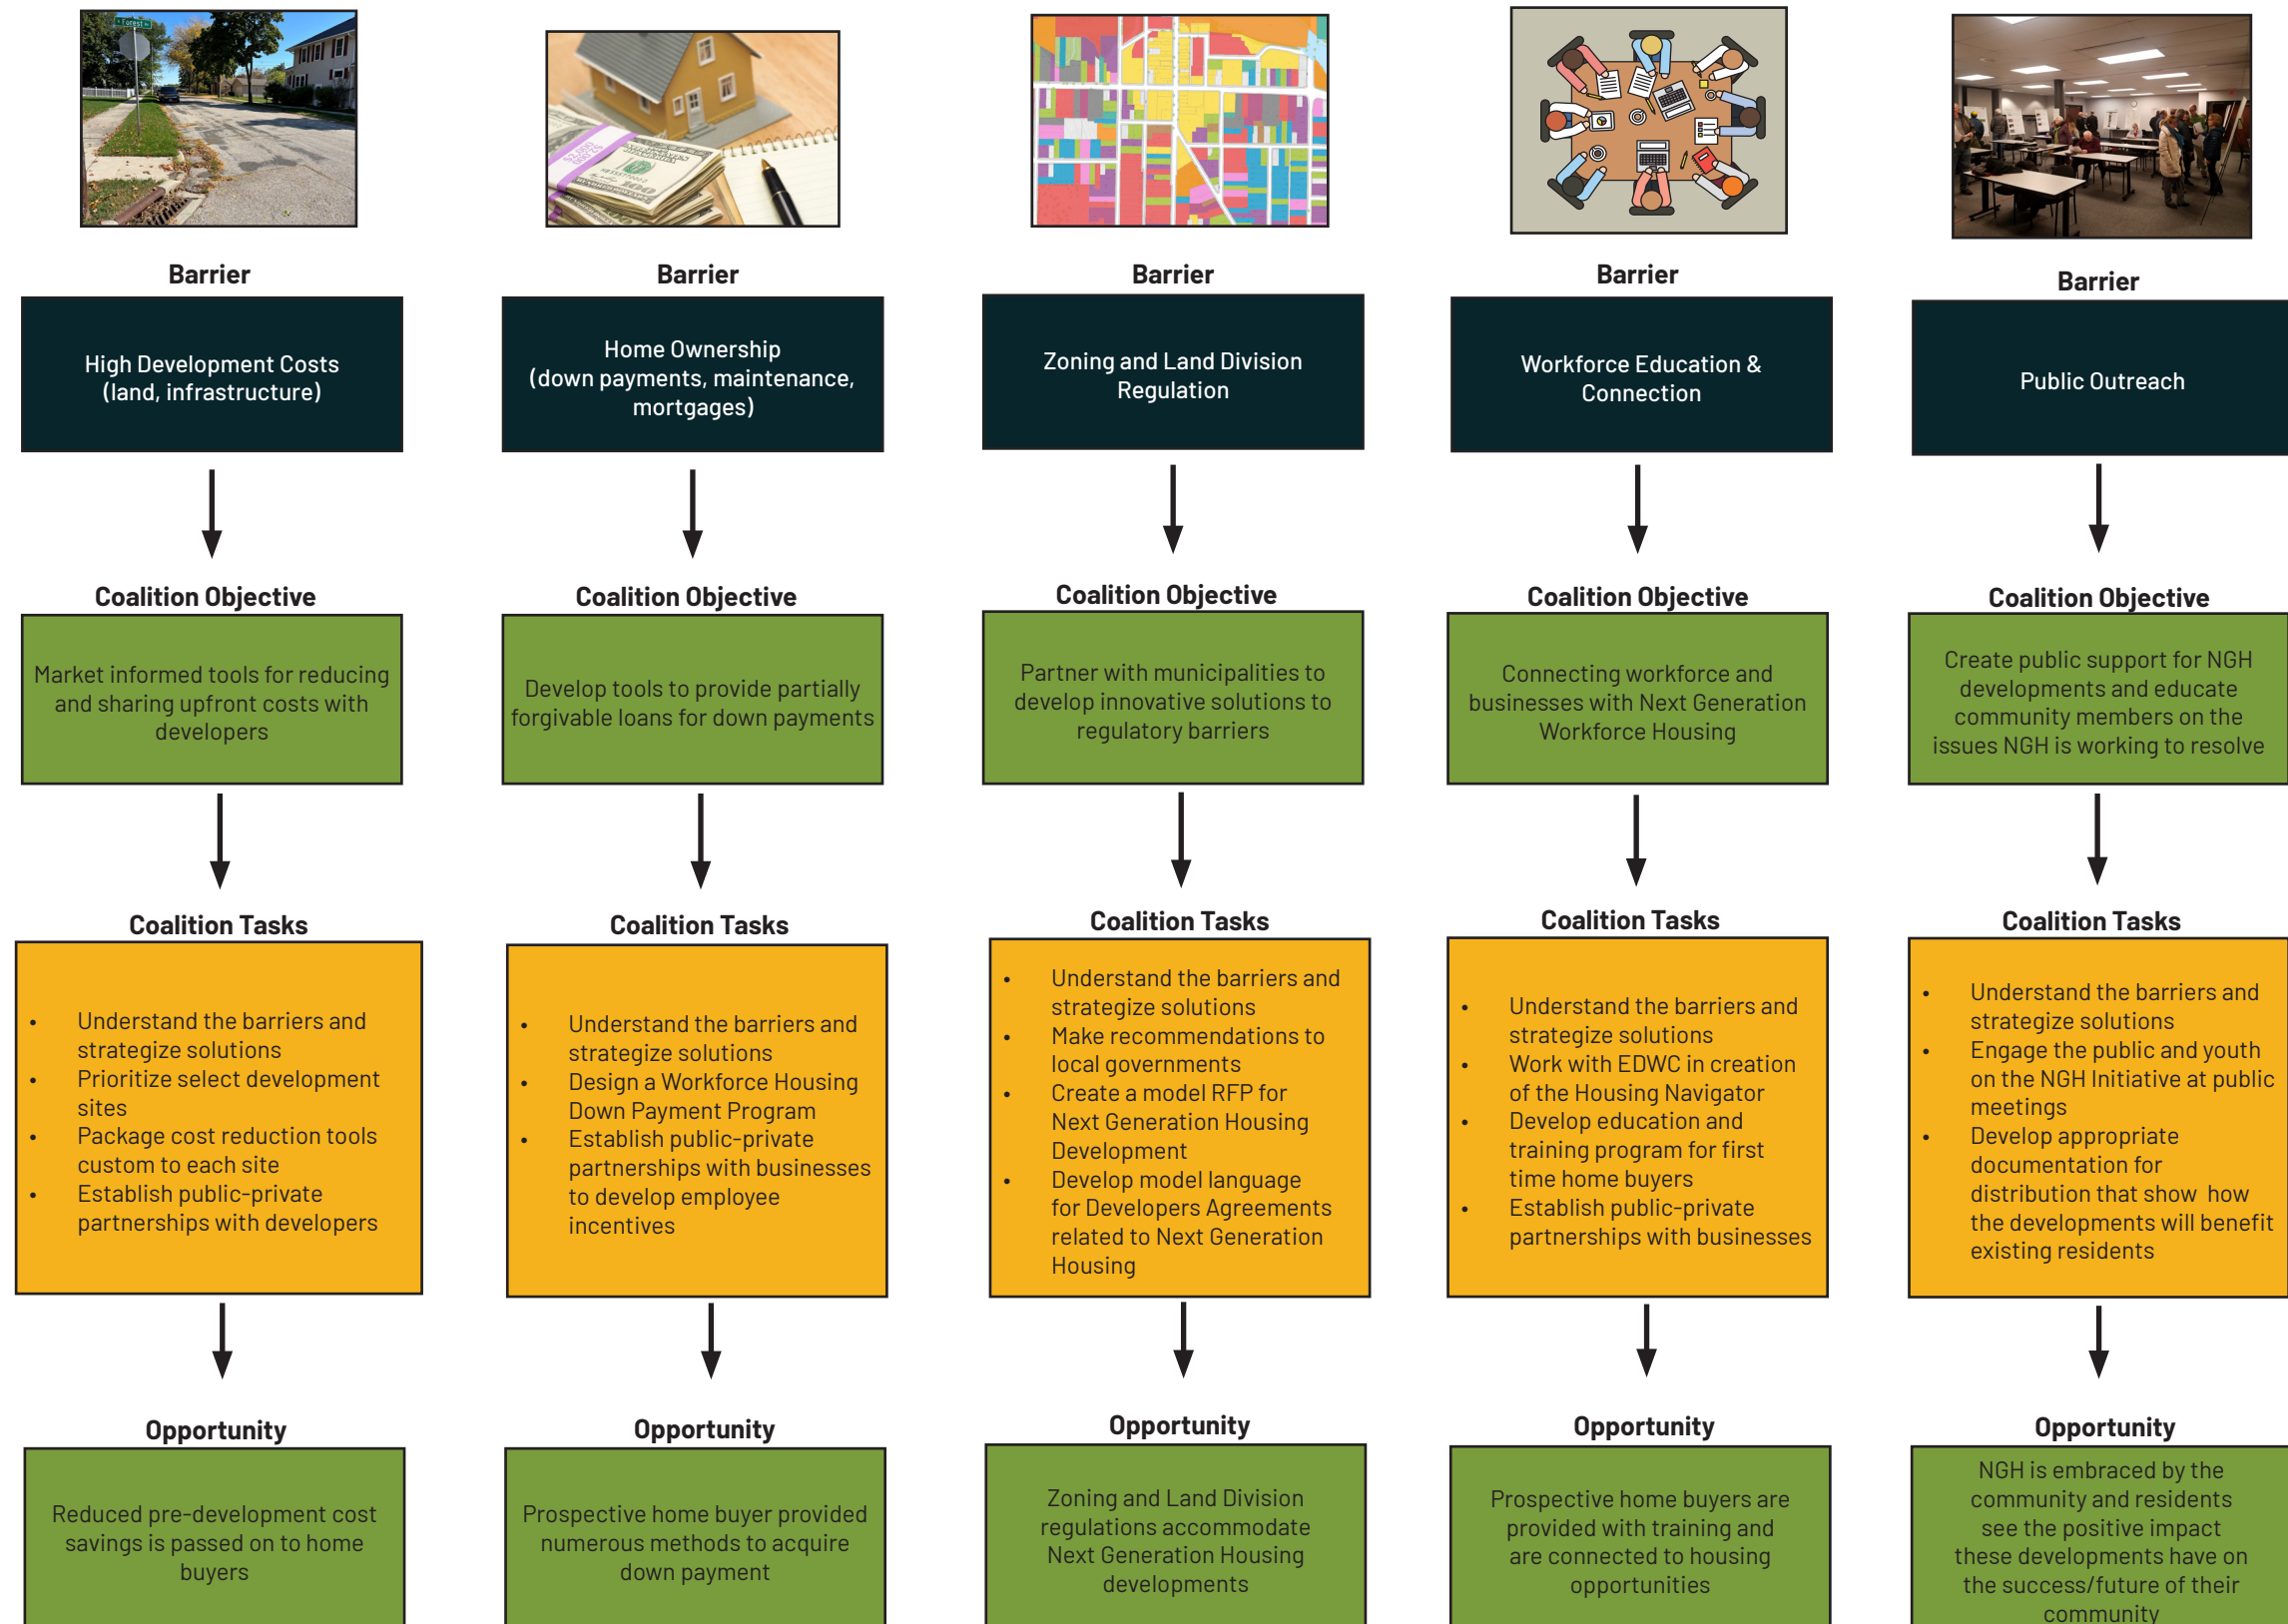 Forest
$2,000
100
Barrier
High Development Costs
(land, infrastructure)
Coalition Objective
Market informed tools for reducing
and sharing upfront costs with
developers
Coalition Tasks
• Understand the barriers and
strategize solutions
• Prioritize select development
sites
• Package cost reduction tools
custom to each site
• Establish public-private
partnerships with developers
Opportunity
Reduced pre-development cost
savings is passed on to home
buyers
Barrier
Home Ownership
(down payments, maintenance,
mortgages)
Coalition Objective
Develop tools to provide partially
forgivable loans for down payments
Coalition Tasks
• Understand the barriers and
strategize solutions
• Design a Workforce Housing
Down Payment Program
• Establish public-private
partnerships with businesses
to develop employee
incentives
Opportunity
Prospective home buyer provided
numerous methods to acquire
down payment
Barrier
Zoning and Land Division
Regulation
Coalition Objective
Partner with municipalities to
develop innovative solutions to
regulatory barriers
Coalition Tasks
• Understand the barriers and
strategize solutions
• Make recommendations to
local governments
• Create a model RFP for
Next Generation Housing
Development
• Develop model language
for Developers Agreements
related to Next Generation
Housing
Opportunity
Zoning and Land Division
regulations accommodate
Next Generation Housing
developments
Barrier
Workforce Education &
Connection
Coalition Objective
Connecting workforce and
businesses with Next Generation
Workforce Housing
Coalition Tasks
• Understand the barriers and
strategize solutions
• Work with EDWC in creation
of the Housing Navigator
• Develop education and
training program for first
time home buyers
• Establish public-private
partnerships with businesses
Opportunity
Prospective home buyers are
provided with training and
are connected to housing
opportunities
Barrier
Public Outreach
Coalition Objective
Create public support for NGH
developments and educate
community members on the
issues NGH is working to resolve
Coalition Tasks
• Understand the barriers and
strategize solutions
• Engage the public and youth
on the NGH Initiative at public
meetings
• Develop appropriate
documentation for
distribution that show  how
the developments will benefit
existing residents
Opportunity
NGH is embraced by the
community and residents
see the positive impact
these developments have on
the success/future of their
community